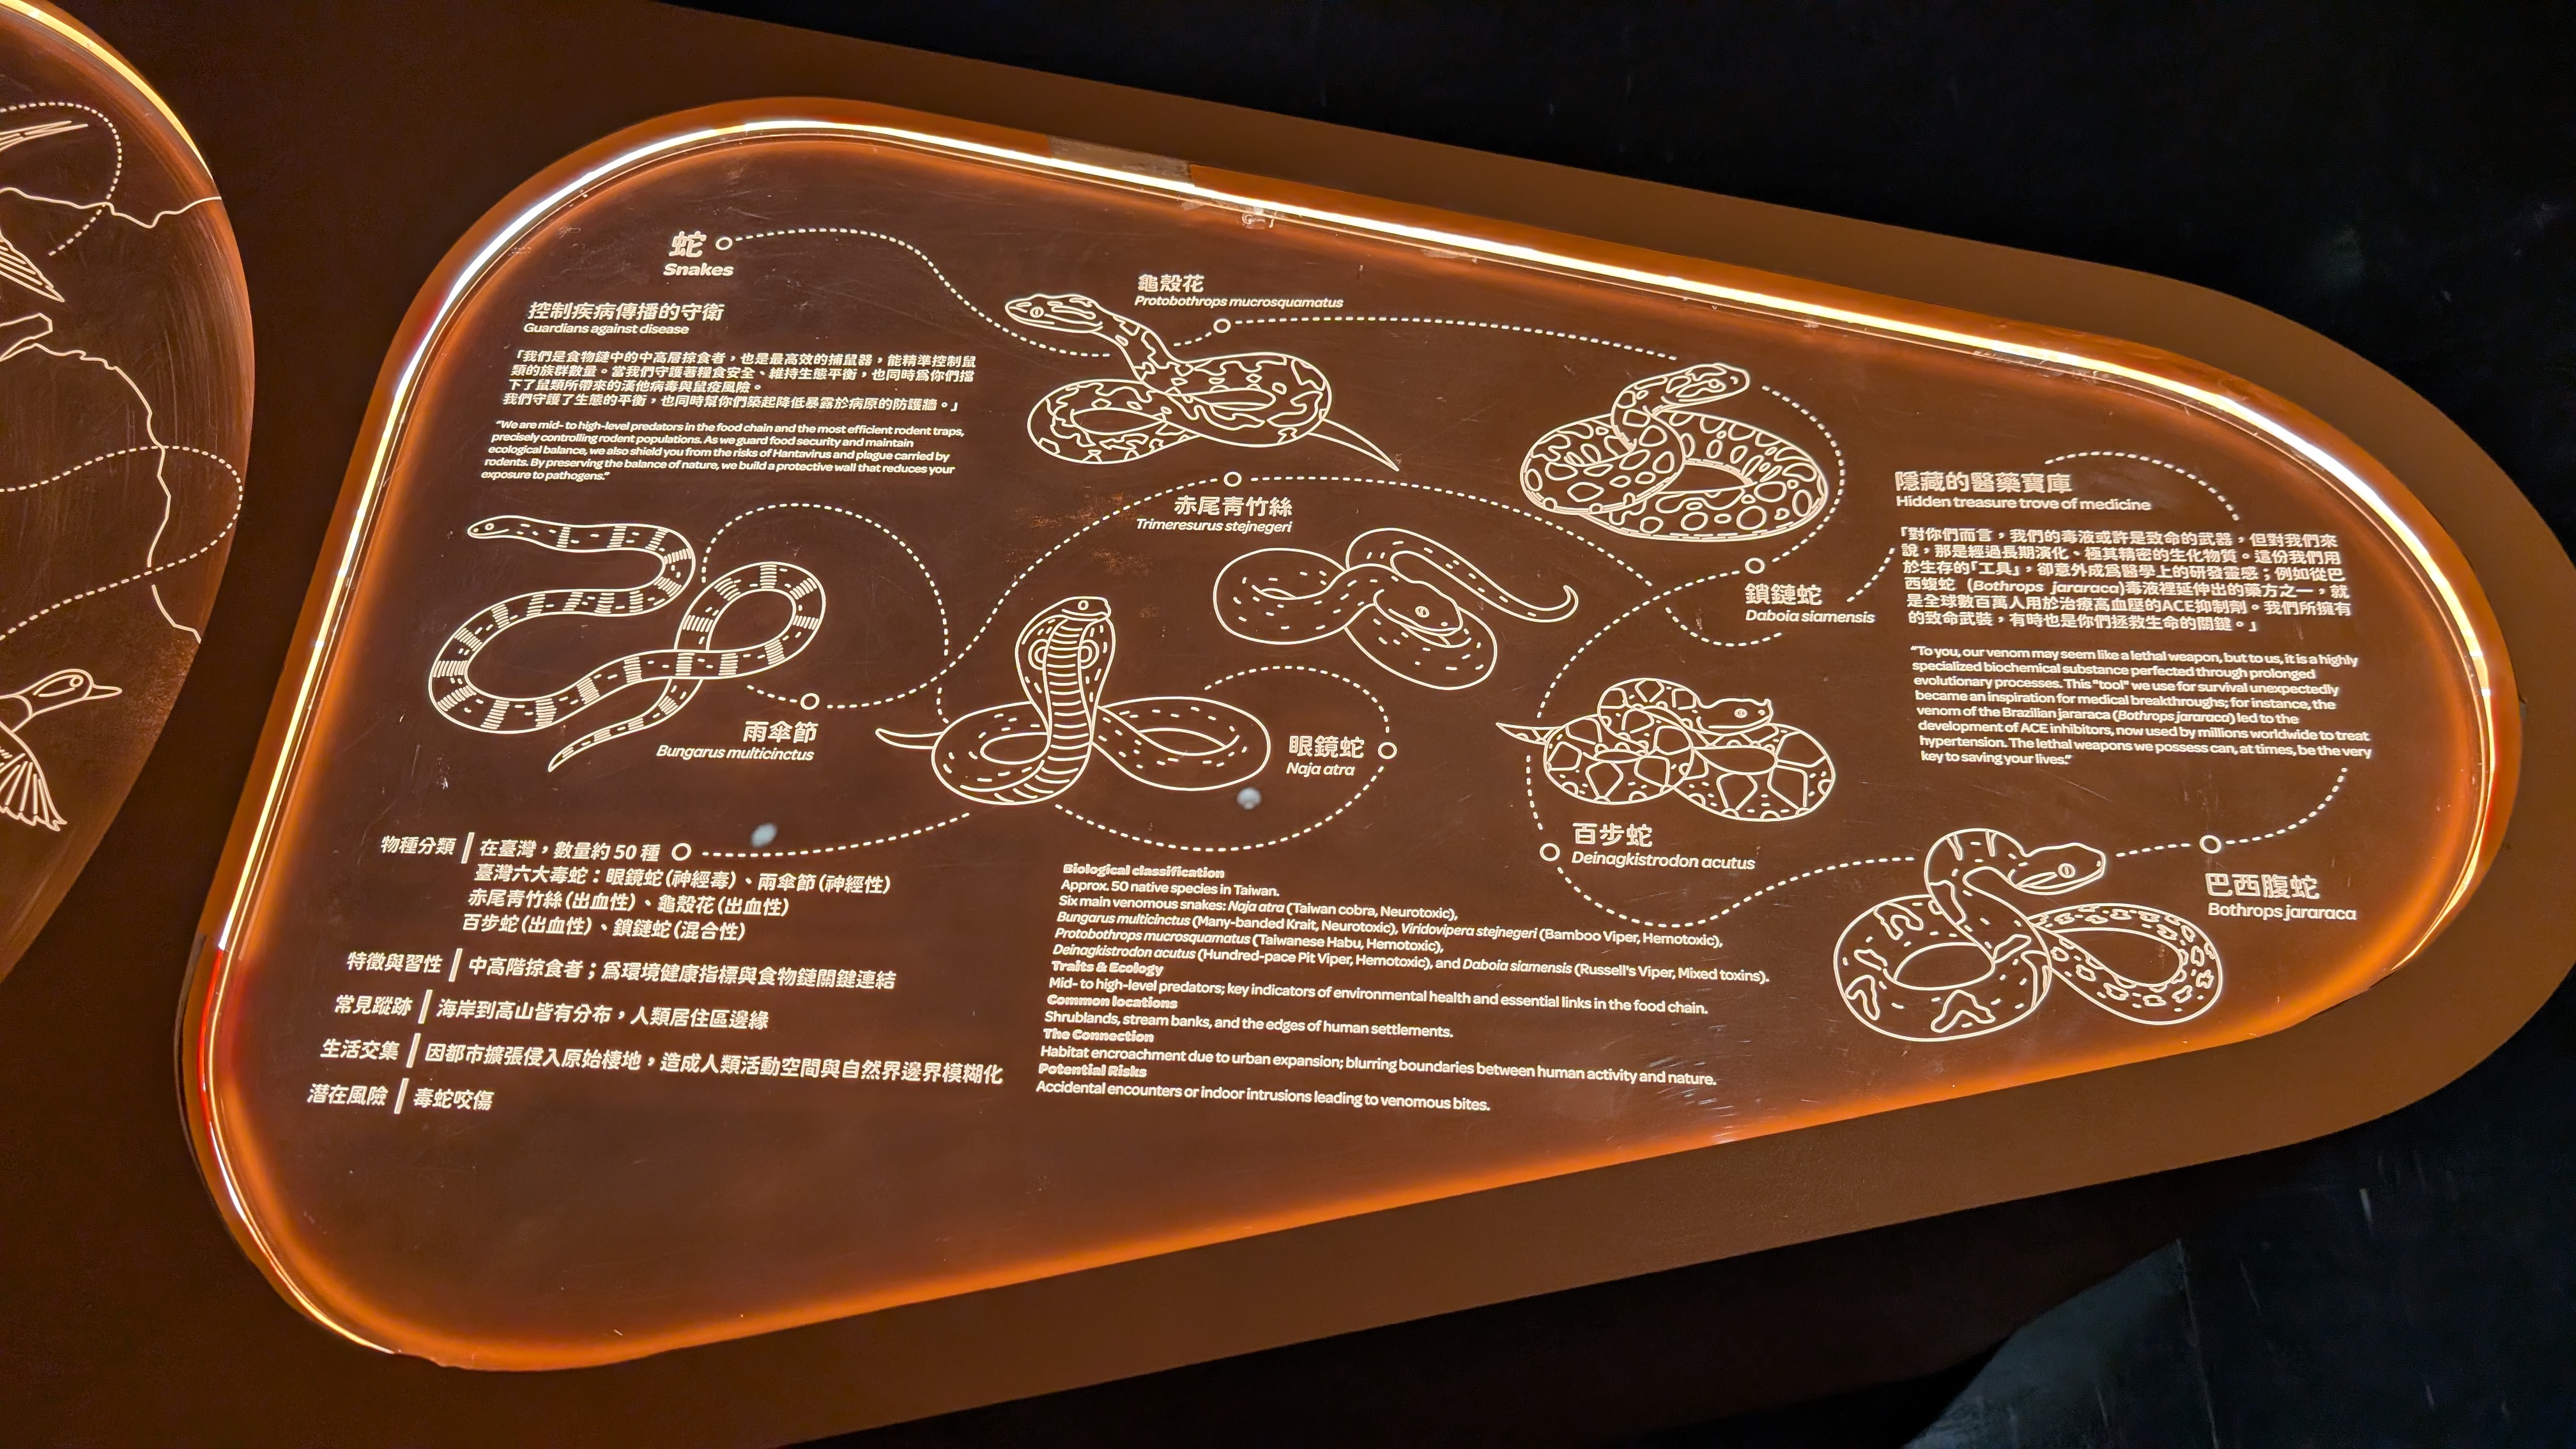 蛇
Snakes
控制疾病傳播的守衛
Guardians against disease
「我們是食物鏈中的中高層掠食者，也是最高效的捕鼠器，能精準控制鼠
類的族群數量。當我們守護著糧食安全、維持生態平衡，也同時為你們擋
下了鼠類所帶來的漢他病毒與鼠疫風險。
我們守護了生態的平衡，也同時幫你們築起降低暴露於病原的防護牆。」
"We are mid- to high-level predators in the food chain and the most efficient rodent traps,
precisely controlling rodent populations. As we guard food security and maintain
ecological balance, we also shield you from the risks of Hantavirus and plague carried by
rodents. By preserving the balance of nature, we build a protective wall that reduces your
exposure to pathogens."
龜殼花
Protobothrops mucrosquamatus
赤尾青竹絲
Trimeresurus stejnegeri
鎖鏈蛇
Daboia siamensis
雨傘節
Bungarus multicinctus
眼鏡蛇
Naja atra
百步蛇
Deinagkistrodon acutus
隱藏的醫藥寶庫
Hidden treasure trove of medicine
「對你們而言，我們的毒液或許是致命的武器，但對我們來
說，那是經過長期演化、極其精密的生化物質。這份我們用
於生存的「工具」，卻意外成為醫學上的研發靈感；例如從巴
西蝮蛇 (Bothrops jararaca)毒液裡延伸出的藥方之一，就
是全球數百萬人用於治療高血壓的ACE抑制劑。我們所擁有
的致命武裝，有時也是你們拯救生命的關鍵。」
"To you, our venom may seem like a lethal weapon, but to us, it is a highly
specialized biochemical substance perfected through prolonged
evolutionary processes. This "tool" we use for survival unexpectedly
became an inspiration for medical breakthroughs; for instance, the
venom of the Brazilian jararaca (Bothrops jararaca) led to the
development of ACE inhibitors, now used by millions worldwide to treat
hypertension. The lethal weapons we possess can, at times, be the very
key to saving your lives."
巴西腹蛇
Bothrops jararaca
物種分類 | 在臺灣，數量約 50 種
臺灣六大毒蛇：眼鏡蛇(神經毒)、雨傘節(神經性)
赤尾青竹絲(出血性)、龜殼花(出血性)
百步蛇(出血性)、鎖鏈蛇(混合性)
特徵與習性 | 中高階掠食者；為環境健康指標與食物鏈關鍵連結
常見蹤跡 | 海岸到高山皆有分布，人類居住區邊緣
生活交集 | 因都市擴張侵入原始棲地，造成人類活動空間與自然界邊界模糊化
潛在風險 | 毒蛇咬傷
Biological classification
Approx. 50 native species in Taiwan.
Six main venomous snakes: Naja atra (Taiwan cobra, Neurotoxic),
Bungarus multicinctus (Many-banded Krait, Neurotoxic), Viridovipera stejnegeri (Bamboo Viper, Hemotoxic),
Protobothrops mucrosquamatus (Taiwanese Habu, Hemotoxic),
Deinagkistrodon acutus (Hundred-pace Pit Viper, Hemotoxic), and Daboia siamensis (Russell's Viper, Mixed toxins).
Traits & Ecology
Mid- to high-level predators; key indicators of environmental health and essential links in the food chain.
Common locations
Shrublands, stream banks, and the edges of human settlements.
The Connection
Habitat encroachment due to urban expansion; blurring boundaries between human activity and nature.
Potential Risks
Accidental encounters or indoor intrusions leading to venomous bites.